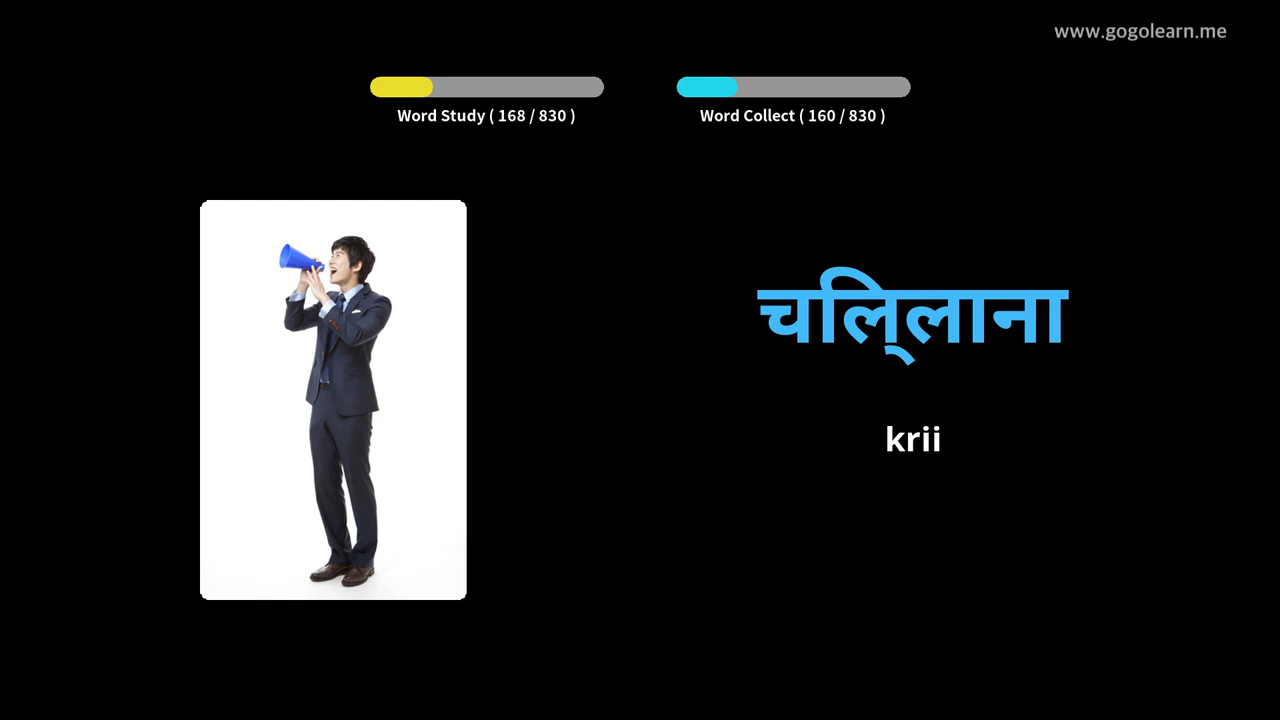 www.gogolearn.me
Word Study ( 168 / 830 )
Word Collect ( 160 / 830 )
चलि्लाना
krii